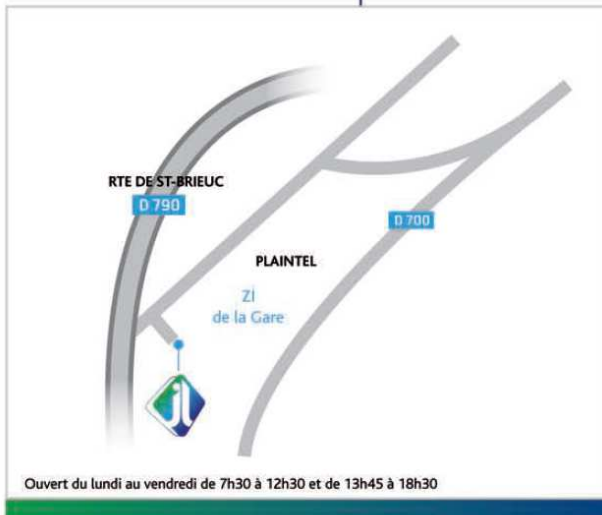 RTE DE ST-BRIEUC
D 790
D 700
PLAINTEL
ZI
de la Gare
jl
Ouvert du lundi au vendredi de 7h30 à 12h30 et de 13h45 à 18h30